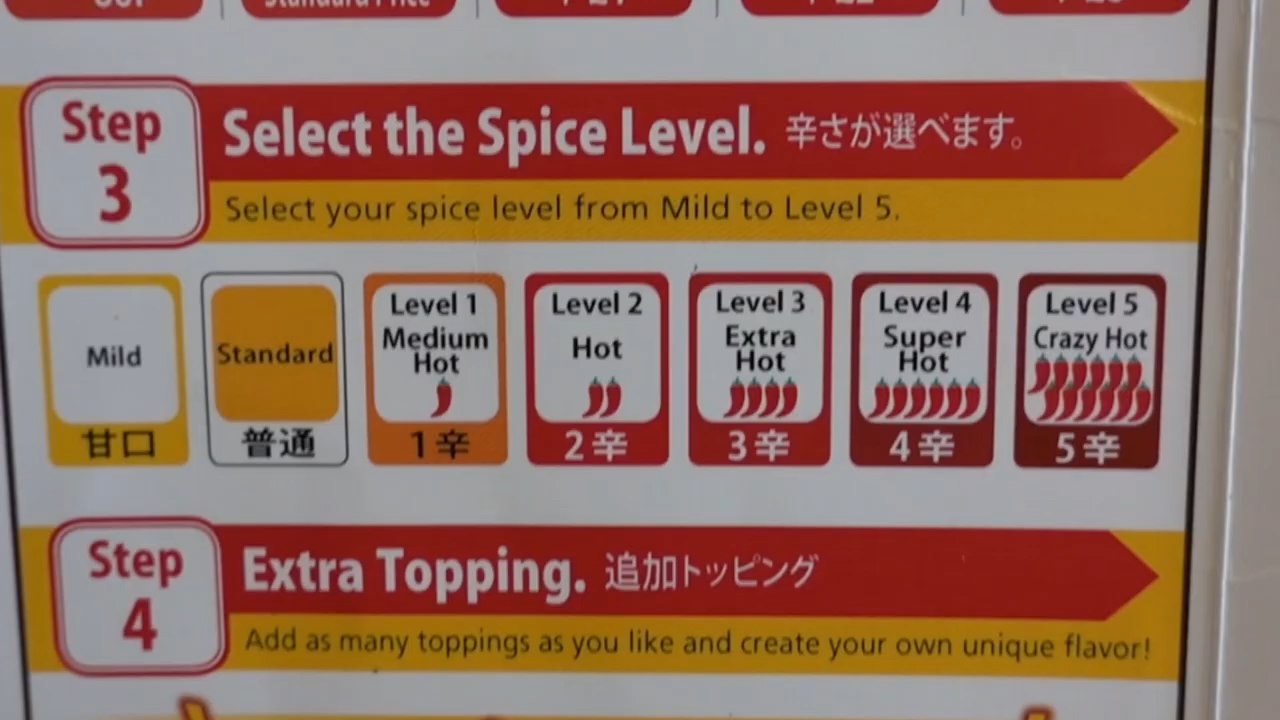 Standard Price
Step
3
Select the Spice Level. 辛さが選べます。
Select your spice level from Mild to Level 5.
Mild
甘口
Standard
普通
Level 1
Medium
Hot
1辛
Level 2
Hot
2辛
Level 3
Extra
Hot
3辛
Level 4
Super
Hot
4辛
Level 5
Crazy Hot
5辛
Step
4
Extra Topping. 追加トッピング
Add as many toppings as you like and create your own unique flavor!